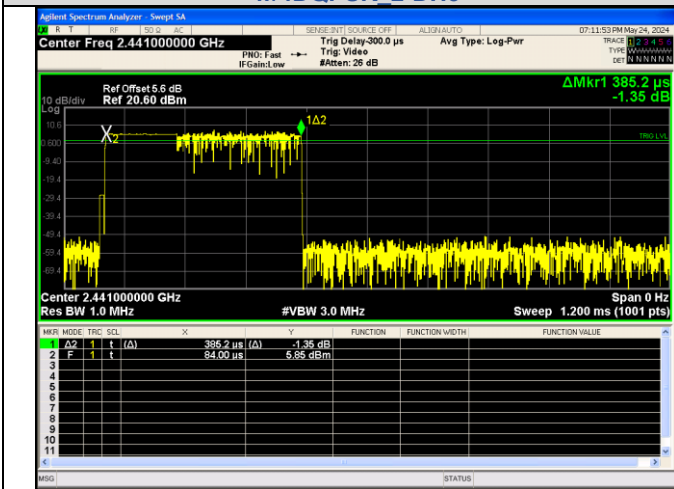 Agilent Spectrum Analyzer - Swept SA
R T RF 50 Ω AC SENSE:INT SOURCE OFF ALIGNAUTO 07:11:53 PM May 24, 2024
Center Freq 2.441000000 GHz
PNO: Fast
IFGain:Low
Trig Delay-300.0 µs
Trig: Video
#Atten: 26 dB
Avg Type: Log-Pwr
TRACE 1 2 3 4 5 6
TYPE WWWWWW
DET N N N N N N
ΔMkr1 385.2 µs
-1.35 dB
Ref Offset 5.6 dB
Ref 20.60 dBm
10 dB/div
Log
10.6
0.600
-9.40
-19.4
-29.4
-39.4
-49.4
-59.4
-69.4
X2
1Δ2
TRIG LVL
Center 2.441000000 GHz Span 0 Hz
Res BW 1.0 MHz #VBW 3.0 MHz Sweep 1.200 ms (1001 pts)
MKR MODE TRC SCL X Y FUNCTION FUNCTION WIDTH FUNCTION VALUE
1 Δ2 1 t (Δ) 385.2 µs (Δ) -1.35 dB
2 F 1 t 84.00 µs 5.85 dBm
3
4
5
6
7
8
9
10
11
MSG STATUS